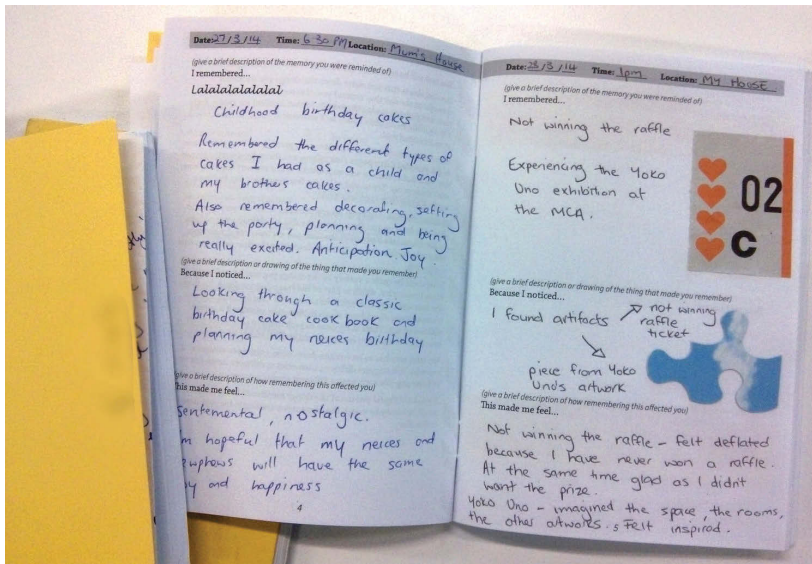 Date: 27/3/14 Time: 6 30 PM Location: Mum's House
(give a brief description of the memory you were reminded of)
I remembered...
Lalalalalalalal
Childhood birthday cakes
Remembered the different types of
cakes I had as a child and
my brothers cakes.
Also remembered decorating, setting
up the party, planning and being
really excited. Anticipation Joy.
(give a brief description or drawing of the thing that made you remember)
Because I noticed...
Looking through a classic
birthday cake cook book and
planning my neices birthday
(give a brief description of how remembering this affected you)
This made me feel...
sentemental, nostalgic.
hopeful that my neices and
will have the same
and happiness
4
Date: 28/3/14 Time: 1pm Location: MY HOUSE
(give a brief description of the memory you were reminded of)
I remembered...
Not winning the raffle
Experiencing the Yoko
Uno exhibition at
the MCA.
02
C
(give a brief description or drawing of the thing that made you remember)
Because I noticed...
I found artifacts
not winning
raffle
ticket
piece from Yoko
Uno's artwork
(give a brief description of how remembering this affected you)
This made me feel...
Not winning the raffle - Felt deflated
because I have never won a raffle.
At the same time glad as I didn't
want the prize.
Yoko Uno - imagined the space, the rooms,
the other artworks. Felt inspired.
5